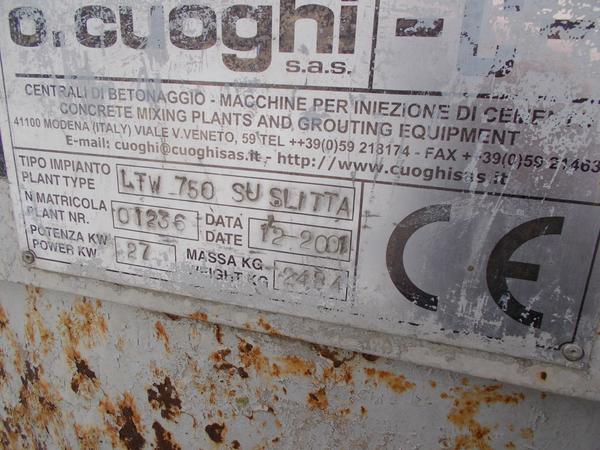 o.cuoghi
s.a.s.
CENTRALI DI BETONAGGIO - MACCHINE PER INIEZIONE DI
CONCRETE MIXING PLANTS AND GROUTING EQUIPMENT
41100 MODENA (ITALY) VIALE V.VENETO, 59 TEL ++39(0)59 218174 - FAX ++39(0)59 21463
E-mail: cuoghi@cuoghisas.it - http://www.cuoghisas it
TIPO IMPIANTO
PLANT TYPE
LTW 750 SU SLITTA
N MATRICOLA
PLANT NR.
01236
DATA
DATE
12-2001
POTENZA KW
POWER KW
27
MASSA KG
WEIGHT KG
CE